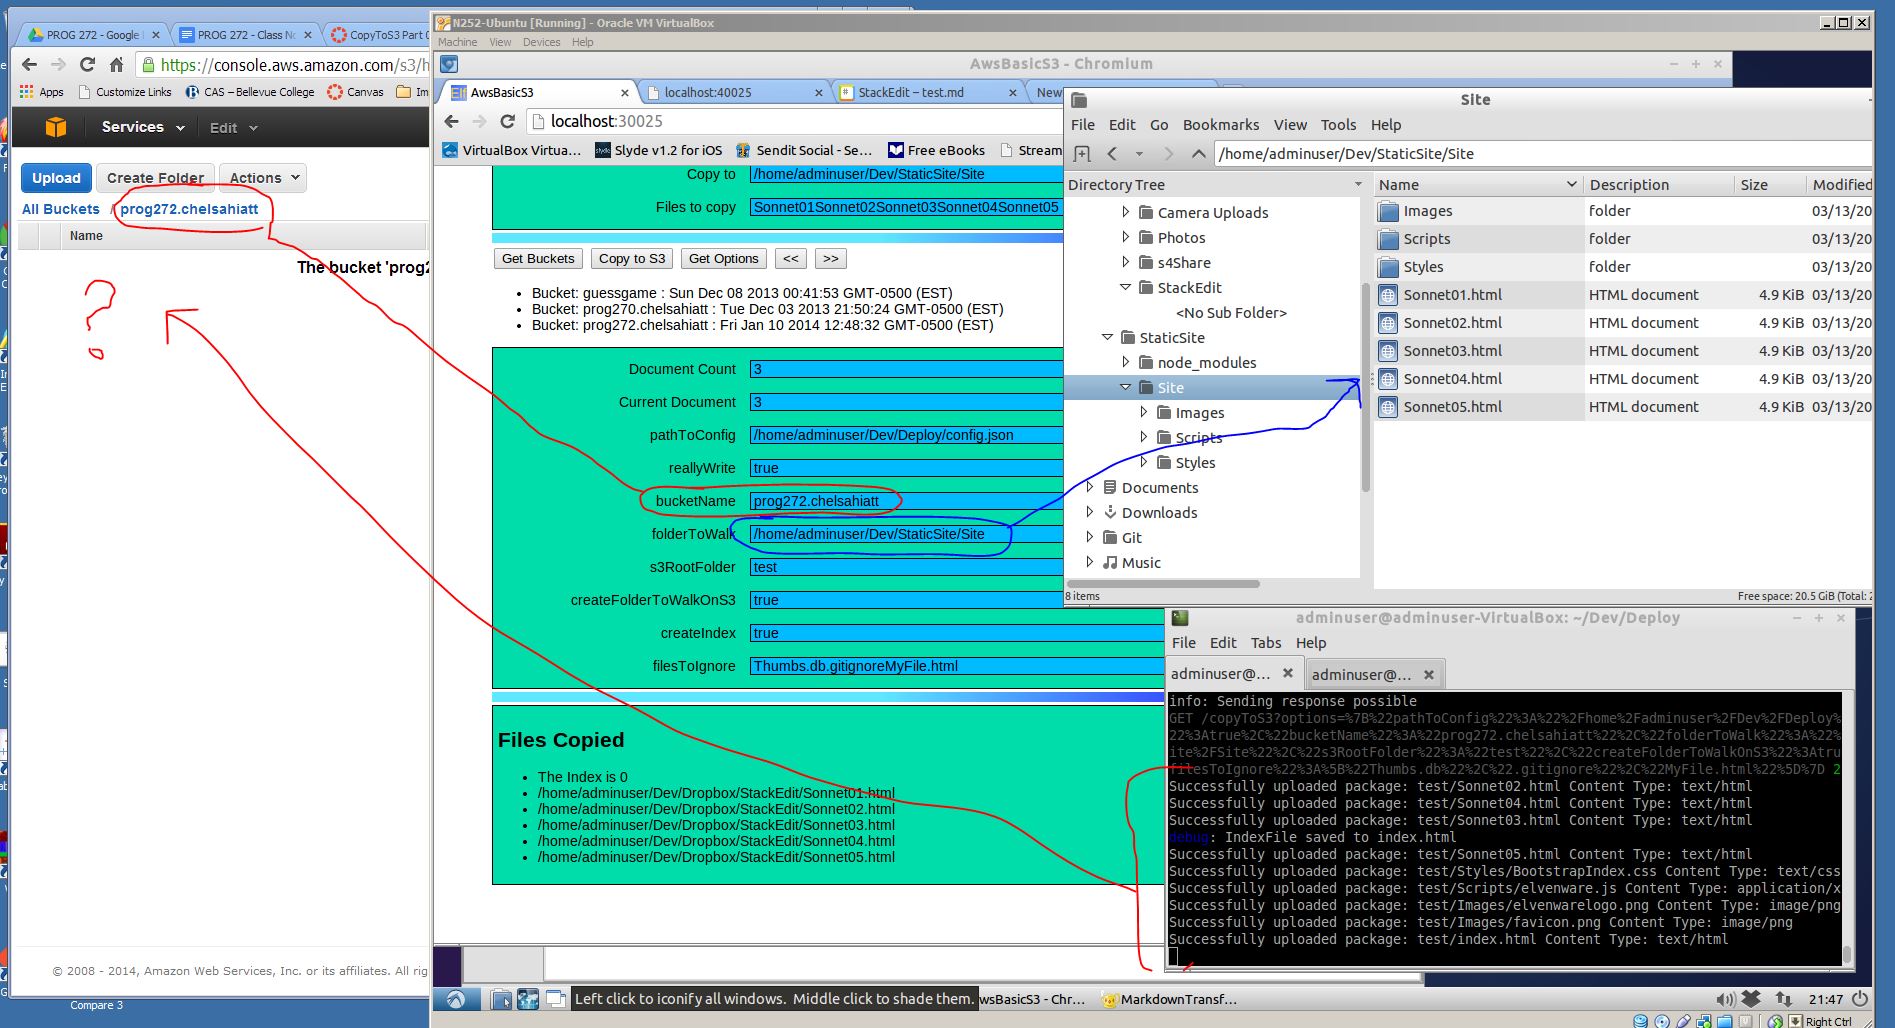 PROG 272 - Google
PROG 272 - Class No
CopyToS3 Part
https://console.aws.amazon.com/s3/h
Apps
Customize Links
CAS – Bellevue College
Canvas
Services
Edit
Upload
Create Folder
Actions
All Buckets / prog272.chelsahiatt
Name
The bucket 'prog2
?
© 2008 - 2014, Amazon Web Services, Inc. or its affiliates. All rig
Compare 3
N252-Ubuntu [Running] - Oracle VM VirtualBox
Machine View Devices Help
AwsBasicS3 - Chromium
AwsBasicS3
localhost:40025
StackEdit – test.md
New
localhost:30025
VirtualBox Virtua...
Slyde v1.2 for iOS
Sendit Social - Se...
Free eBooks
Stream
Copy to /home/adminuser/Dev/StaticSite/Site
Files to copy Sonnet01Sonnet02Sonnet03Sonnet04Sonnet05
Get Buckets Copy to S3 Get Options << >>
Bucket: guessgame : Sun Dec 08 2013 00:41:53 GMT-0500 (EST)
Bucket: prog270.chelsahiatt : Tue Dec 03 2013 21:50:24 GMT-0500 (EST)
Bucket: prog272.chelsahiatt : Fri Jan 10 2014 12:48:32 GMT-0500 (EST)
Document Count 3
Current Document 3
pathToConfig /home/adminuser/Dev/Deploy/config.json
reallyWrite true
bucketName prog272.chelsahiatt
folderToWalk /home/adminuser/Dev/StaticSite/Site
s3RootFolder test
createFolderToWalkOnS3 true
createIndex true
filesToIgnore Thumbs.db.gitignoreMyFile.html
Files Copied
The Index is 0
/home/adminuser/Dev/Dropbox/StackEdit/Sonnet01.html
/home/adminuser/Dev/Dropbox/StackEdit/Sonnet02.html
/home/adminuser/Dev/Dropbox/StackEdit/Sonnet03.html
/home/adminuser/Dev/Dropbox/StackEdit/Sonnet04.html
/home/adminuser/Dev/Dropbox/StackEdit/Sonnet05.html
Site
File Edit Go Bookmarks View Tools Help
/home/adminuser/Dev/StaticSite/Site
Directory Tree
Camera Uploads
Photos
s4Share
StackEdit
<No Sub Folder>
StaticSite
node_modules
Site
Images
Scripts
Styles
Documents
Downloads
Git
Music
Name Description Size Modified
Images folder 03/13/20
Scripts folder 03/13/20
Styles folder 03/13/20
Sonnet01.html HTML document 4.9 KiB 03/13/20
Sonnet02.html HTML document 4.9 KiB 03/13/20
Sonnet03.html HTML document 4.9 KiB 03/13/20
Sonnet04.html HTML document 4.9 KiB 03/13/20
Sonnet05.html HTML document 4.9 KiB 03/13/20
8 items Free space: 20.5 GiB (Total: 2
adminuser@adminuser-VirtualBox: ~/Dev/Deploy
File Edit Tabs Help
adminuser@... adminuser@...
info: Sending response possible
GET /copyToS3?options=%7B%22pathToConfig%22%3A%22%2Fhome%2Fadminuser%2FDev%2FDeploy%
22%3Atrue%2C%22bucketName%22%3A%22prog272.chelsahiatt%22%2C%22folderToWalk%22%3A%22%
ite%2FSite%22%2C%22s3RootFolder%22%3A%22test%22%2C%22createFolderToWalkOnS3%22%3Atru
filesToIgnore%22%3A%5B%22Thumbs.db%22%2C%22.gitignore%22%2C%22MyFile.html%22%5D%7D 2
Successfully uploaded package: test/Sonnet02.html Content Type: text/html
Successfully uploaded package: test/Sonnet04.html Content Type: text/html
Successfully uploaded package: test/Sonnet03.html Content Type: text/html
debug: IndexFile saved to index.html
Successfully uploaded package: test/Sonnet05.html Content Type: text/html
Successfully uploaded package: test/Styles/BootstrapIndex.css Content Type: text/css
Successfully uploaded package: test/Scripts/elvenware.js Content Type: application/x
Successfully uploaded package: test/Images/elvenwarelogo.png Content Type: image/png
Successfully uploaded package: test/Images/favicon.png Content Type: image/png
Successfully uploaded package: test/index.html Content Type: text/html
Left click to iconify all windows. Middle click to shade them.
wsBasicS3 - Chr...
MarkdownTransf...
21:47
Right Ctrl